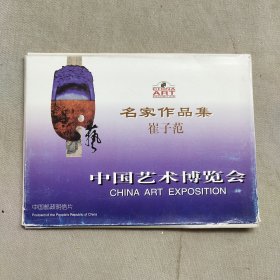 ART
名家作品集
崔子范
藝
中国艺术博览会
CHINA ART EXPOSITION
中国邮政明信片
Postcard of the People's Republic of China